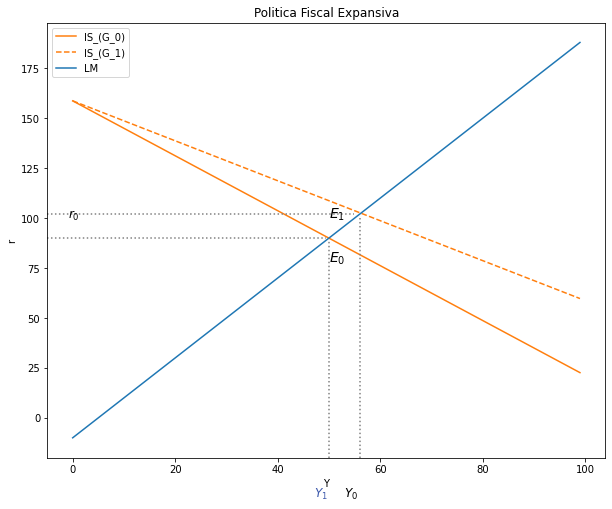 Politica Fiscal Expansiva
IS_(G_0)
IS_(G_1)
LM
175
150
125
100
75
50
25
0
r
r₀
E₁
E₀
0
20
40
60
80
100
Y
Y₁
Y₀